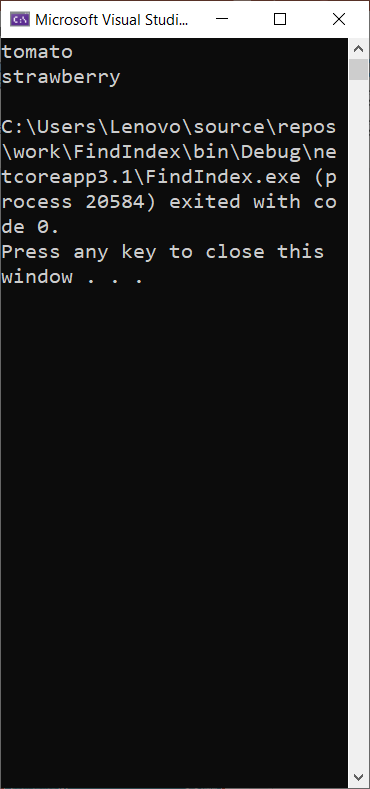 Microsoft Visual Studi...
tomato
strawberry
C:\Users\Lenovo\source\repos
\work\FindIndex\bin\Debug\ne
tcoreapp3.1\FindIndex.exe (p
rocess 20584) exited with co
de 0.
Press any key to close this
window . . .